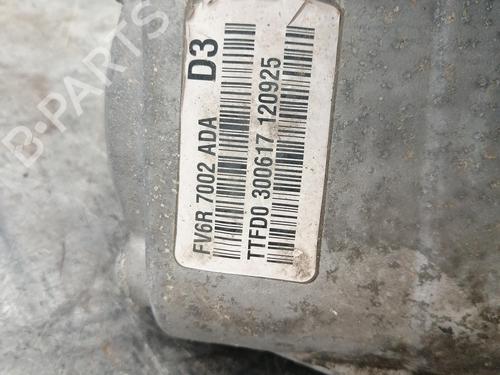 D3
FV6R 7002 ADA
TTFD0 300617 120925
B-PARTS